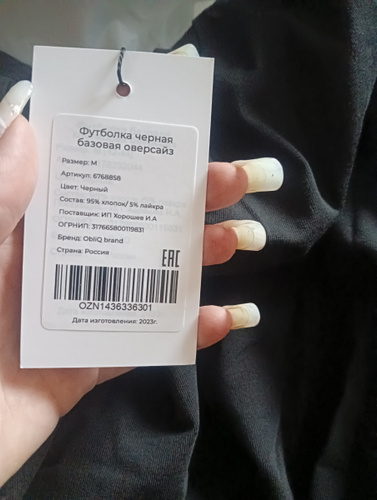 Футболка черная
базовая оверсайз
Размер: M
Артикул: 6768858
Цвет: Черный
Состав: 95% хлопок/ 5% лайкра
Поставщик: ИП Хорошев И.А
ОГРНИП: 317665800119831
Бренд: ObliQ brand
Страна: Россия
EAC
OZN1436336301
Дата изготовления: 2023г.